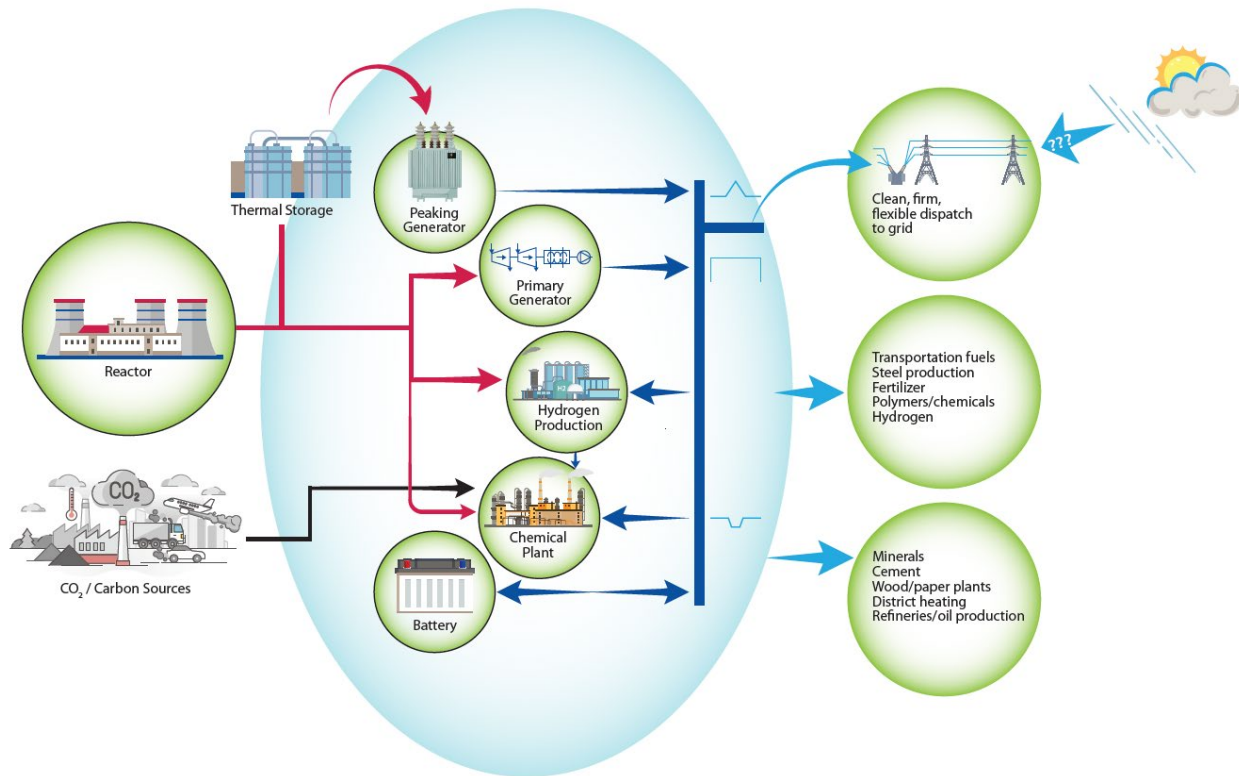 Thermal Storage
Peaking
Generator
Primary
Generator
Reactor
H2
Hydrogen
Production
CO₂
CO₂ / Carbon Sources
Chemical
Plant
Battery
???
Clean, firm,
flexible dispatch
to grid
Transportation fuels
Steel production
Fertilizer
Polymers/chemicals
Hydrogen
Minerals
Cement
Wood/paper plants
District heating
Refineries/oil production